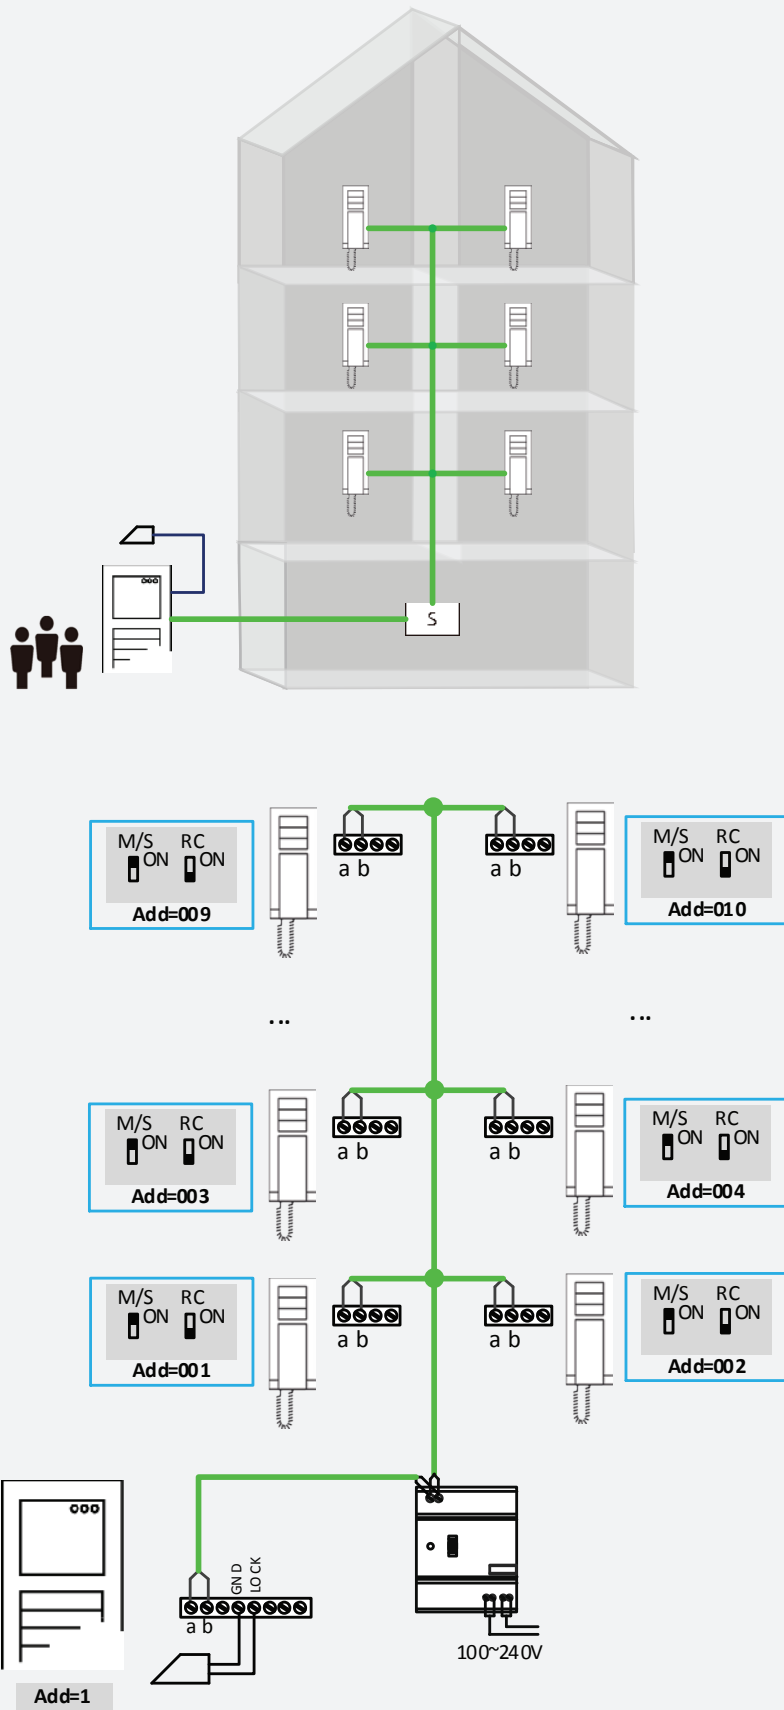 S
M/S RC
ON ON
Add=009
a b
a b
M/S RC
ON ON
Add=010
...
...
M/S RC
ON ON
Add=003
a b
a b
M/S RC
ON ON
Add=004
M/S RC
ON ON
Add=001
a b
a b
M/S RC
ON ON
Add=002
GND
LOCK
a b
100~240V
Add=1